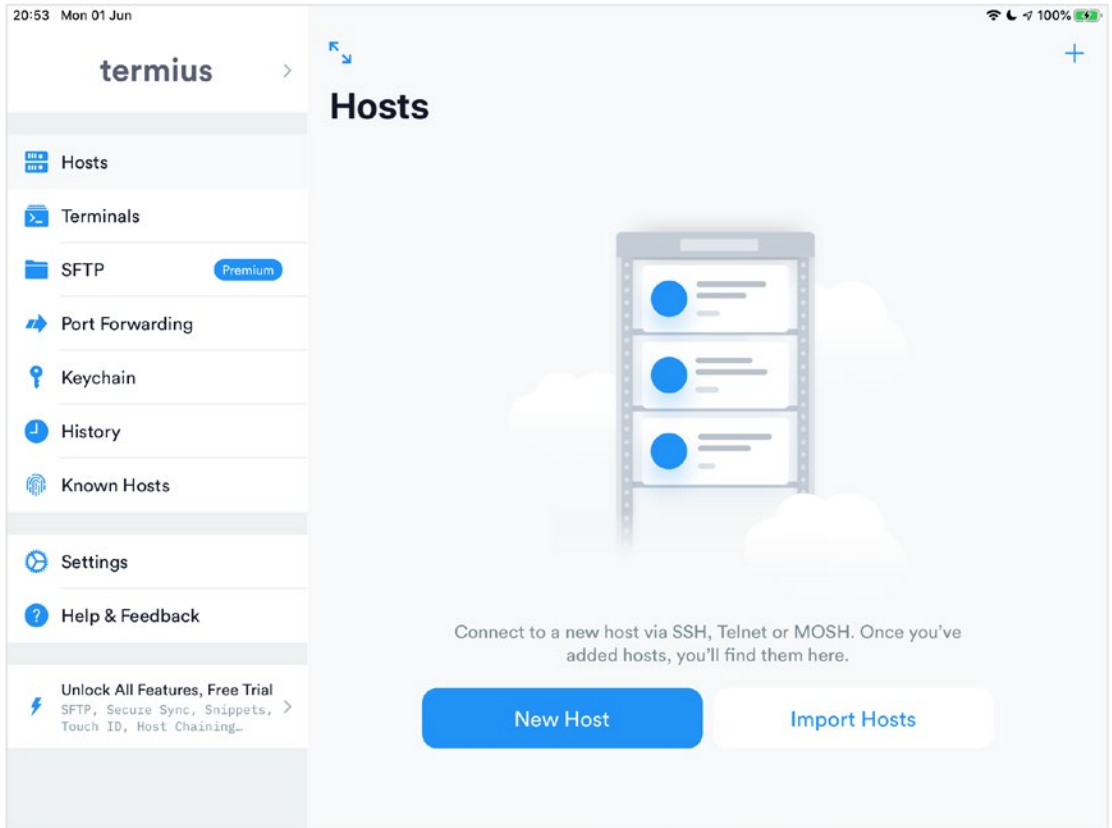 20:53 Mon 01 Jun
100%
termius
Hosts
Terminals
SFTP Premium
Port Forwarding
Keychain
History
Known Hosts
Settings
Help & Feedback
Unlock All Features, Free Trial
SFTP, Secure Sync, Snippets,
Touch ID, Host Chaining…
Hosts
Connect to a new host via SSH, Telnet or MOSH. Once you’ve
added hosts, you’ll find them here.
New Host
Import Hosts